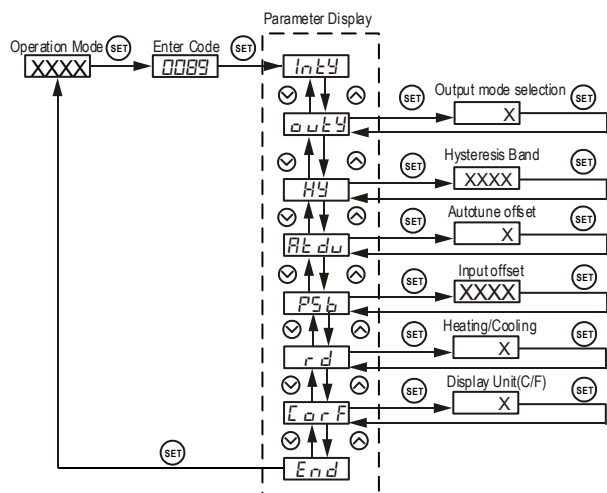 Parameter Display
Operation Mode SET Enter Code SET
XXXX 0089 IntY
SET Output mode selection SET
outY X
SET Hysteresis Band SET
HY XXXX
SET Autotune offset SET
Atdu X
SET Input offset SET
PSb XXXX
SET Heating/Cooling SET
rd X
SET Display Unit(C/F) SET
CorF X
SET
End